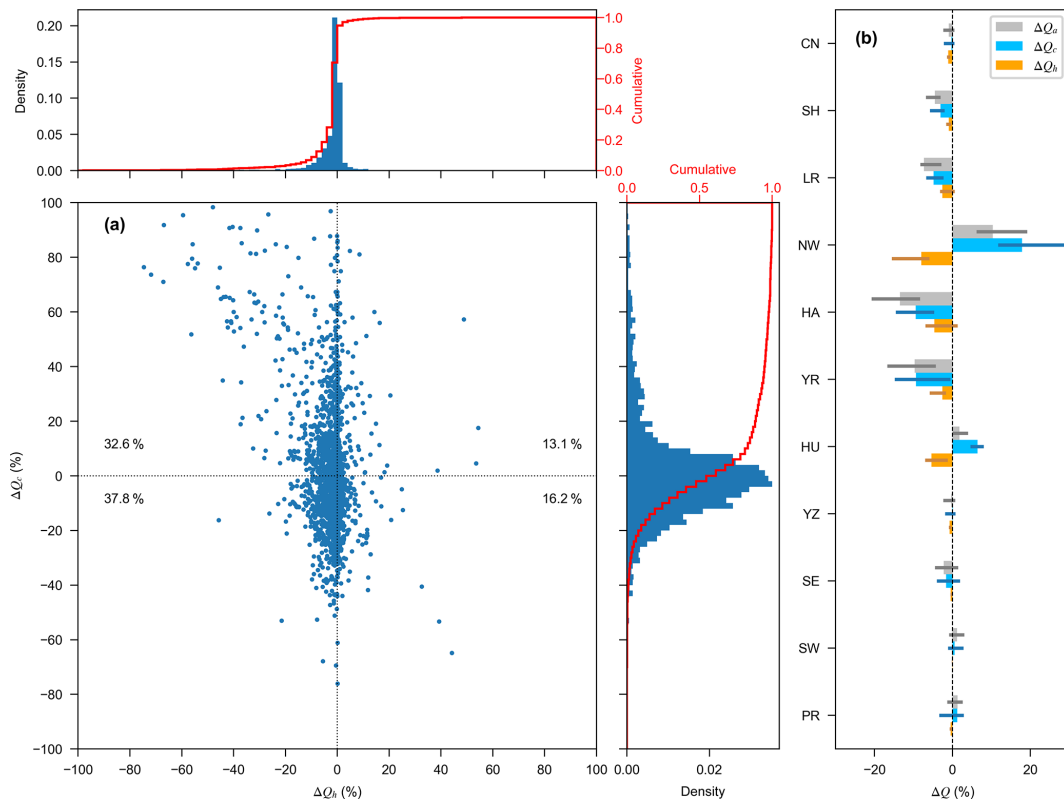 0.20
0.15
0.10
0.05
0.00
Density
1.0
0.8
0.6
0.4
0.2
0.0
Cumulative
(a)
100
80
60
40
20
0
−20
−40
−60
−80
−100
ΔQc (%)
32.6 %
13.1 %
37.8 %
16.2 %
−100 −80 −60 −40 −20 0 20 40 60 80 100
ΔQh (%)
Cumulative
0.0 0.5 1.0
0.00 0.02
Density
(b)
ΔQa
ΔQc
ΔQh
CN
SH
LR
NW
HA
YR
HU
YZ
SE
SW
PR
−20 0 20
ΔQ (%)